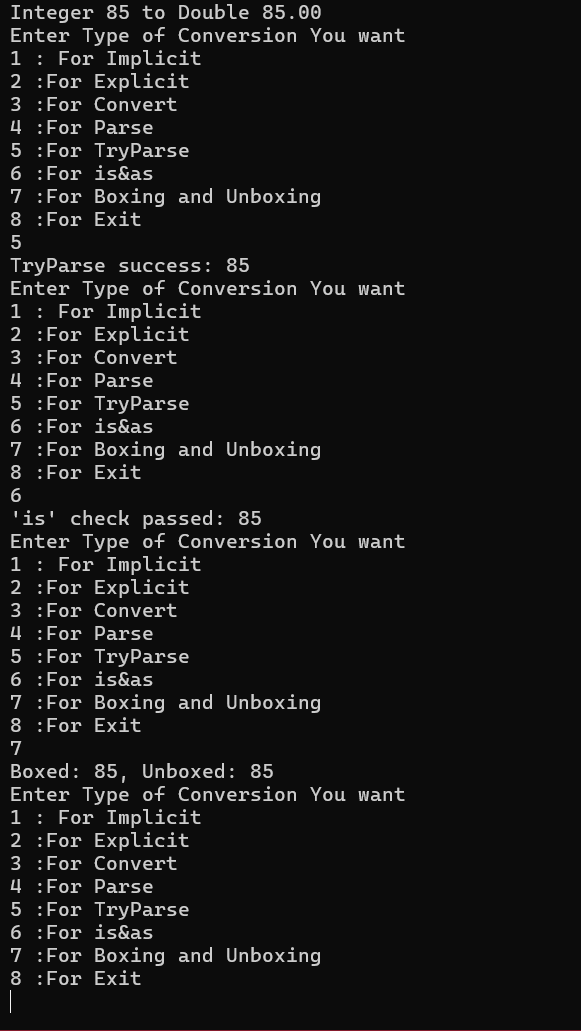 Integer 85 to Double 85.00
Enter Type of Conversion You want
1 : For Implicit
2 :For Explicit
3 :For Convert
4 :For Parse
5 :For TryParse
6 :For is&as
7 :For Boxing and Unboxing
8 :For Exit
5
TryParse success: 85
Enter Type of Conversion You want
1 : For Implicit
2 :For Explicit
3 :For Convert
4 :For Parse
5 :For TryParse
6 :For is&as
7 :For Boxing and Unboxing
8 :For Exit
6
'is' check passed: 85
Enter Type of Conversion You want
1 : For Implicit
2 :For Explicit
3 :For Convert
4 :For Parse
5 :For TryParse
6 :For is&as
7 :For Boxing and Unboxing
8 :For Exit
7
Boxed: 85, Unboxed: 85
Enter Type of Conversion You want
1 : For Implicit
2 :For Explicit
3 :For Convert
4 :For Parse
5 :For TryParse
6 :For is&as
7 :For Boxing and Unboxing
8 :For Exit